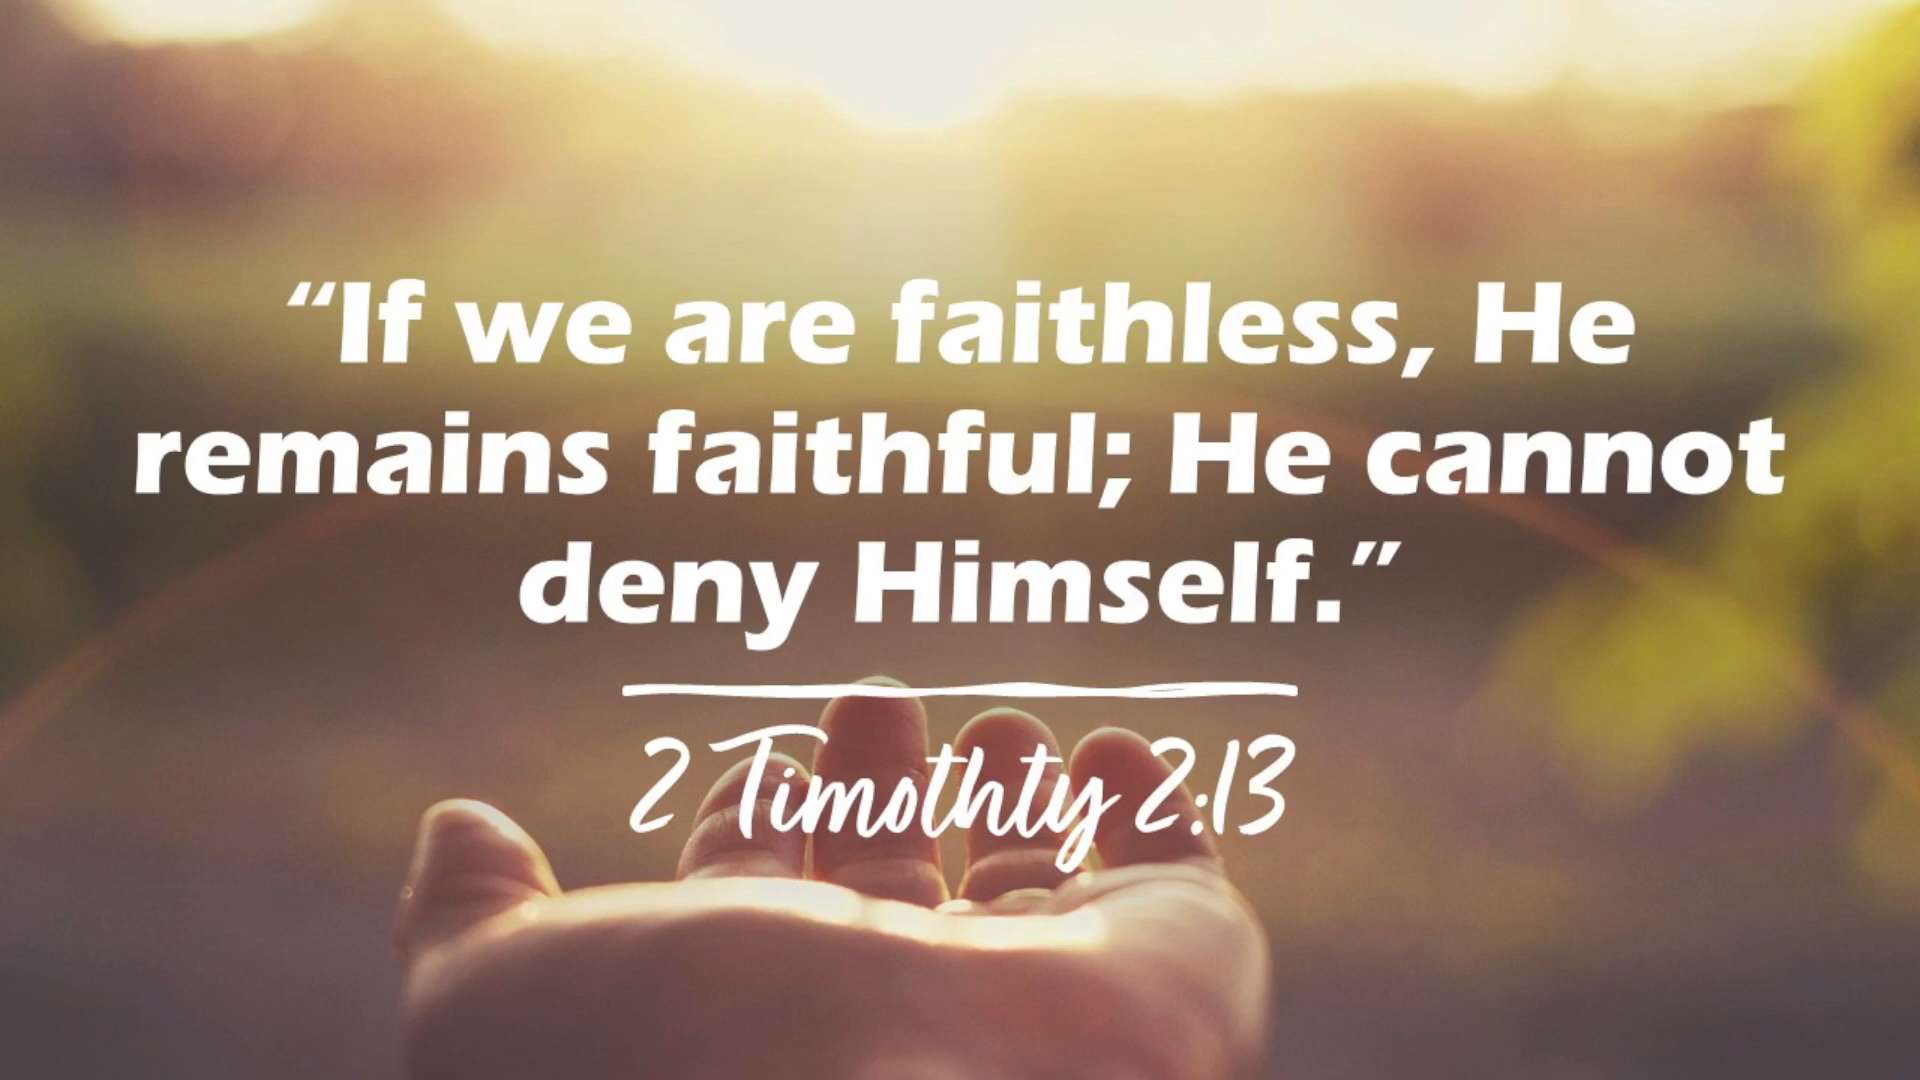 “If we are faithless, He
remains faithful; He cannot
deny Himself.”
2 Timothty 2:13